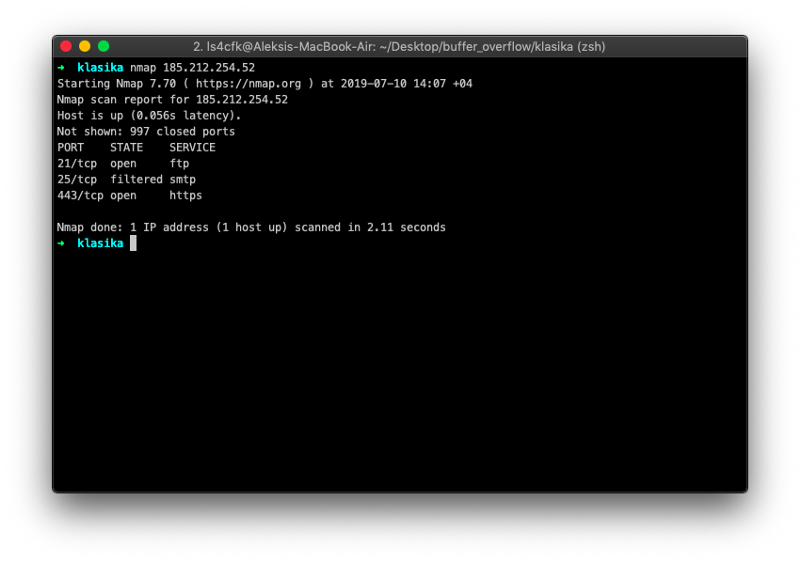 2. ls4cfk@Aleksis-MacBook-Air: ~/Desktop/buffer_overflow/klasika (zsh)
➜ klasika nmap 185.212.254.52
Starting Nmap 7.70 ( https://nmap.org ) at 2019-07-10 14:07 +04
Nmap scan report for 185.212.254.52
Host is up (0.056s latency).
Not shown: 997 closed ports
PORT STATE SERVICE
21/tcp open ftp
25/tcp filtered smtp
443/tcp open https
Nmap done: 1 IP address (1 host up) scanned in 2.11 seconds
➜ klasika